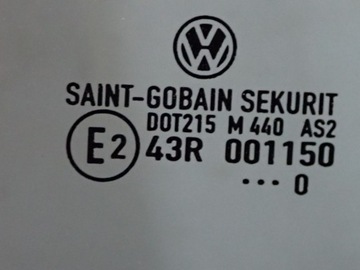 SAINT-GOBAIN SEKURIT
DOT215 M 440 AS2
E2 43R 001150
... 0